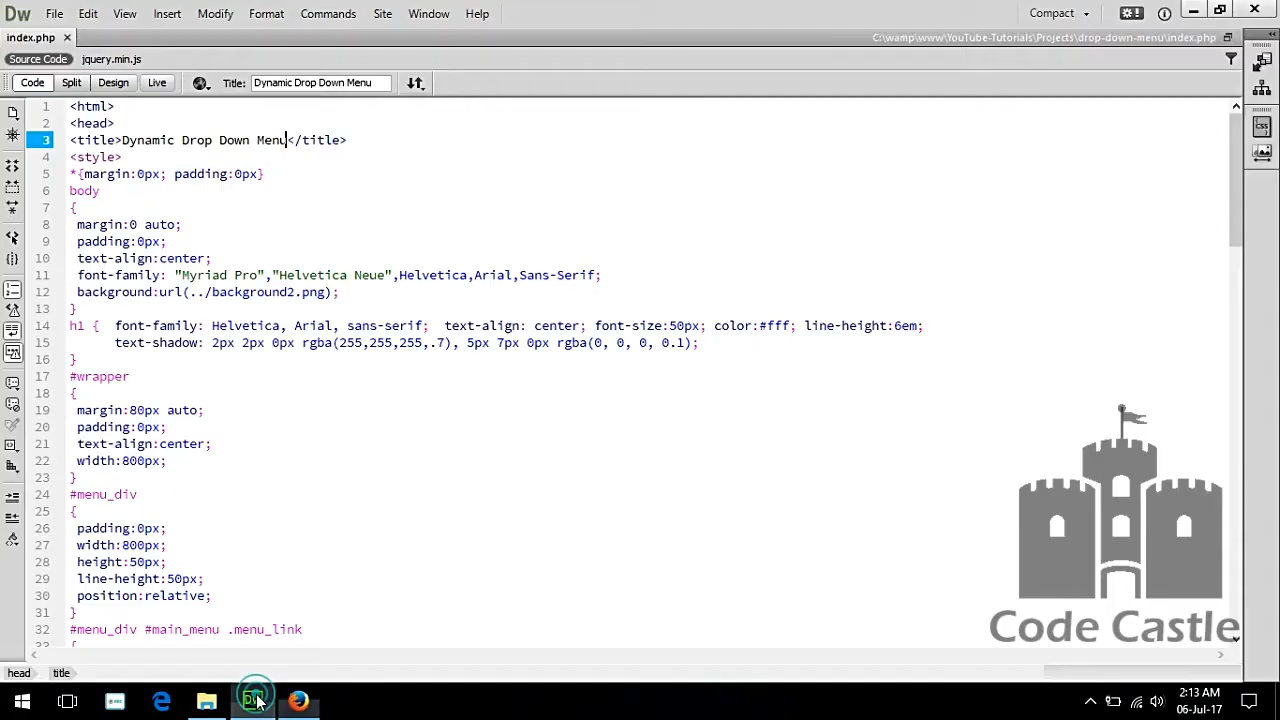 Dw File Edit View Insert Modify Format Commands Site Window Help Compact
index.php C:\wamp\www\YouTube-Tutorials\Projects\drop-down-menu\index.php
Source Code jquery.min.js
Code Split Design Live Title: Dynamic Drop Down Menu
1 <html>
2 <head>
3 <title>Dynamic Drop Down Menu</title>
4 <style>
5 *{margin:0px; padding:0px}
6 body
7 {
8 margin:0 auto;
9 padding:0px;
10 text-align:center;
11 font-family: "Myriad Pro","Helvetica Neue",Helvetica,Arial,Sans-Serif;
12 background:url(../background2.png);
13 }
14 h1 { font-family: Helvetica, Arial, sans-serif; text-align: center; font-size:50px; color:#fff; line-height:6em;
15 text-shadow: 2px 2px 0px rgba(255,255,255,.7), 5px 7px 0px rgba(0, 0, 0, 0.1);
16 }
17 #wrapper
18 {
19 margin:80px auto;
20 padding:0px;
21 text-align:center;
22 width:800px;
23 }
24 #menu_div
25 {
26 padding:0px;
27 width:800px;
28 height:50px;
29 line-height:50px;
30 position:relative;
31 }
32 #menu_div #main_menu .menu_link
{
Code Castle
head title
2:13 AM
06-Jul-17